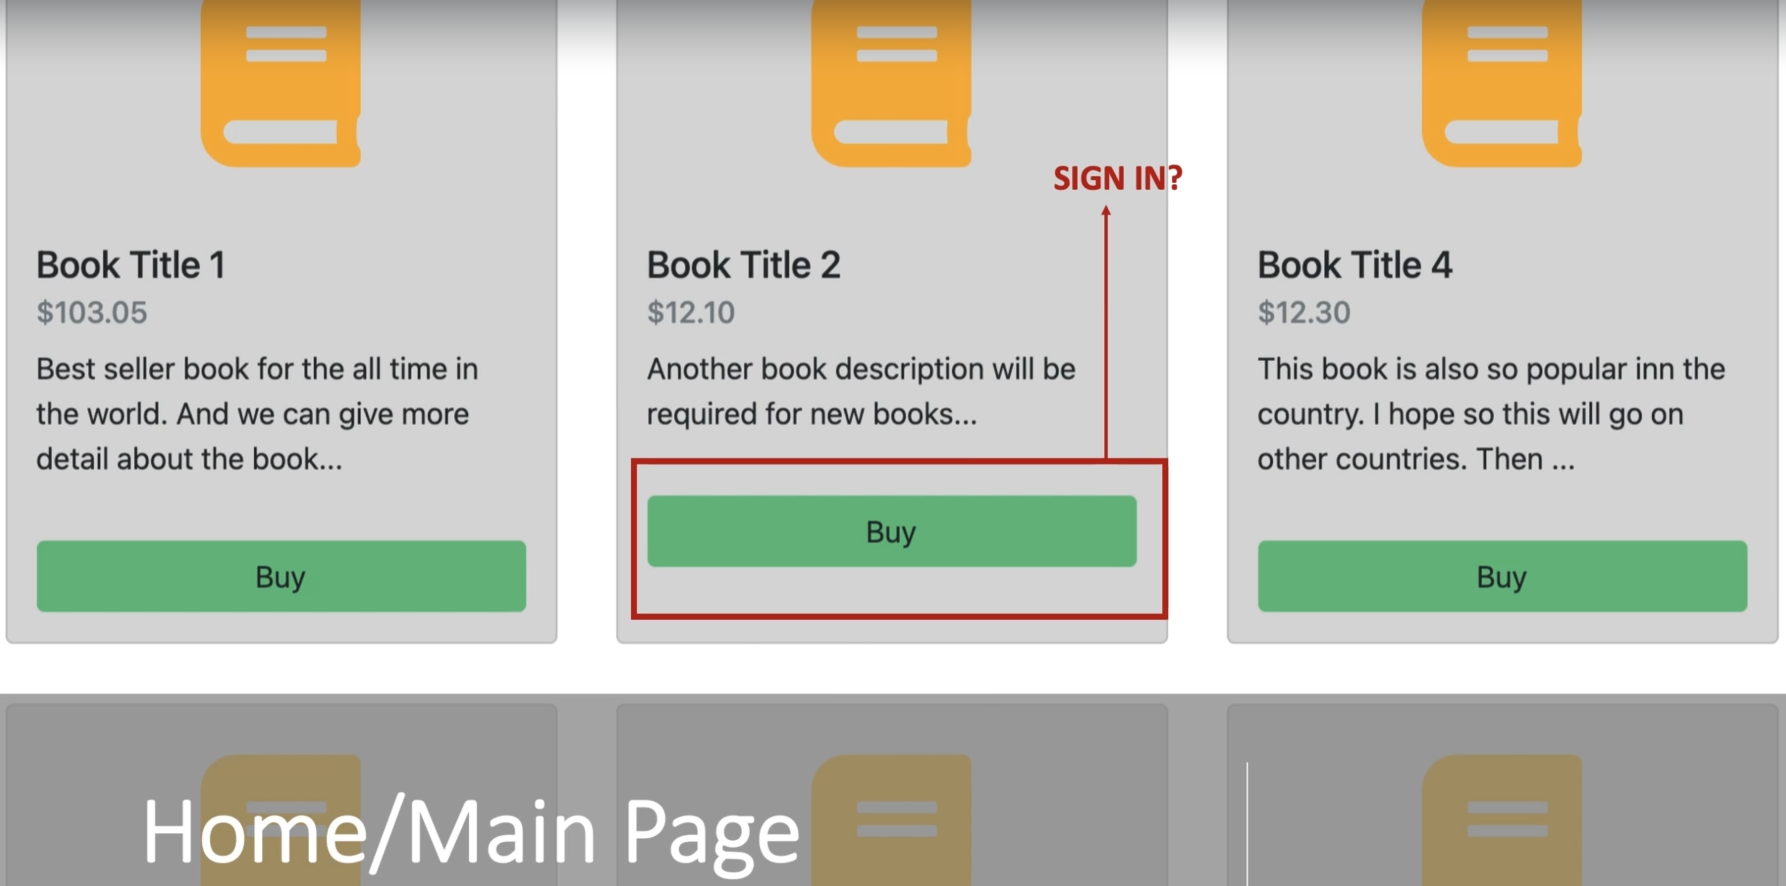 SIGN IN?
Book Title 1
$103.05
Best seller book for the all time in
the world. And we can give more
detail about the book...
Buy
Book Title 2
$12.10
Another book description will be
required for new books...
Buy
Book Title 4
$12.30
This book is also so popular inn the
country. I hope so this will go on
other countries. Then ...
Buy
Home/Main Page